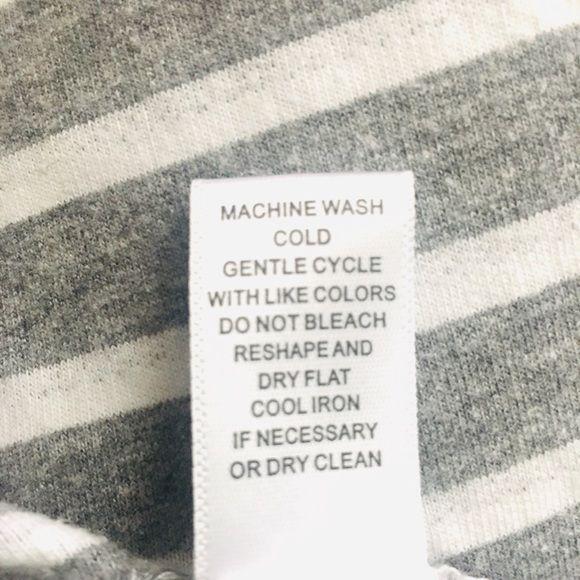 MACHINE WASH
COLD
GENTLE CYCLE
WITH LIKE COLORS
DO NOT BLEACH
RESHAPE AND
DRY FLAT
COOL IRON
IF NECESSARY
OR DRY CLEAN